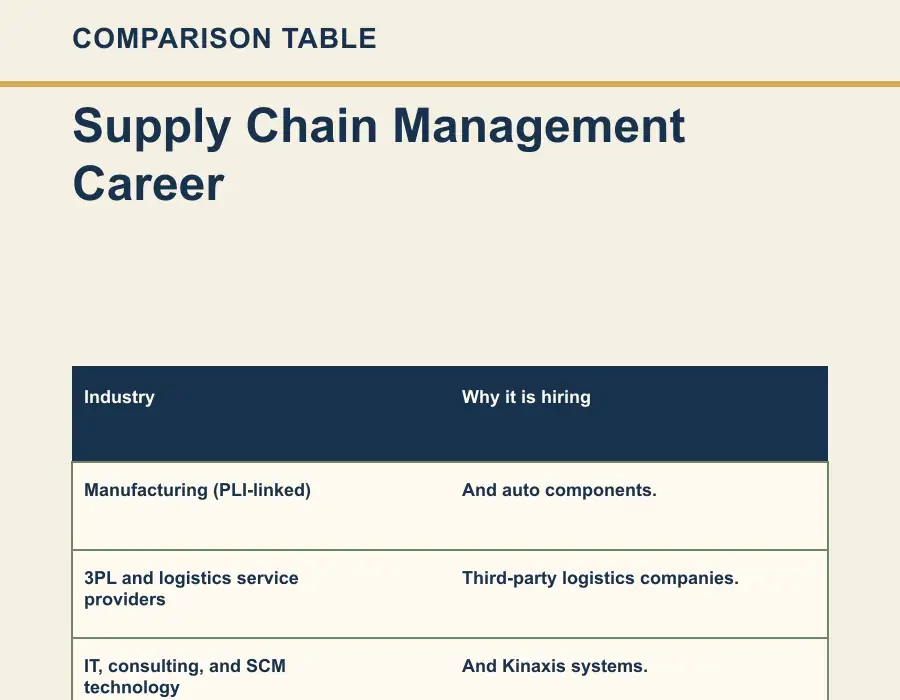 COMPARISON TABLE
Supply Chain Management
Career
Industry
Why it is hiring
Manufacturing (PLI-linked)
And auto components.
3PL and logistics service
providers
Third-party logistics companies.
IT, consulting, and SCM
technology
And Kinaxis systems.